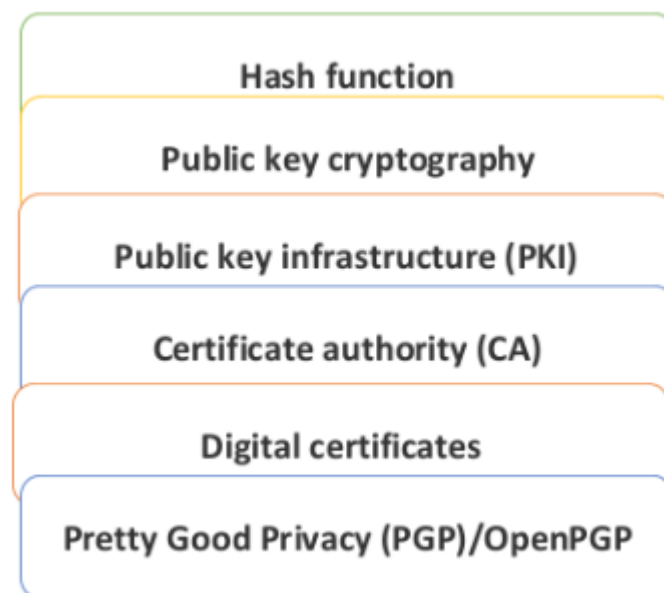 Hash function
Public key cryptography
Public key infrastructure (PKI)
Certificate authority (CA)
Digital certificates
Pretty Good Privacy (PGP)/OpenPGP